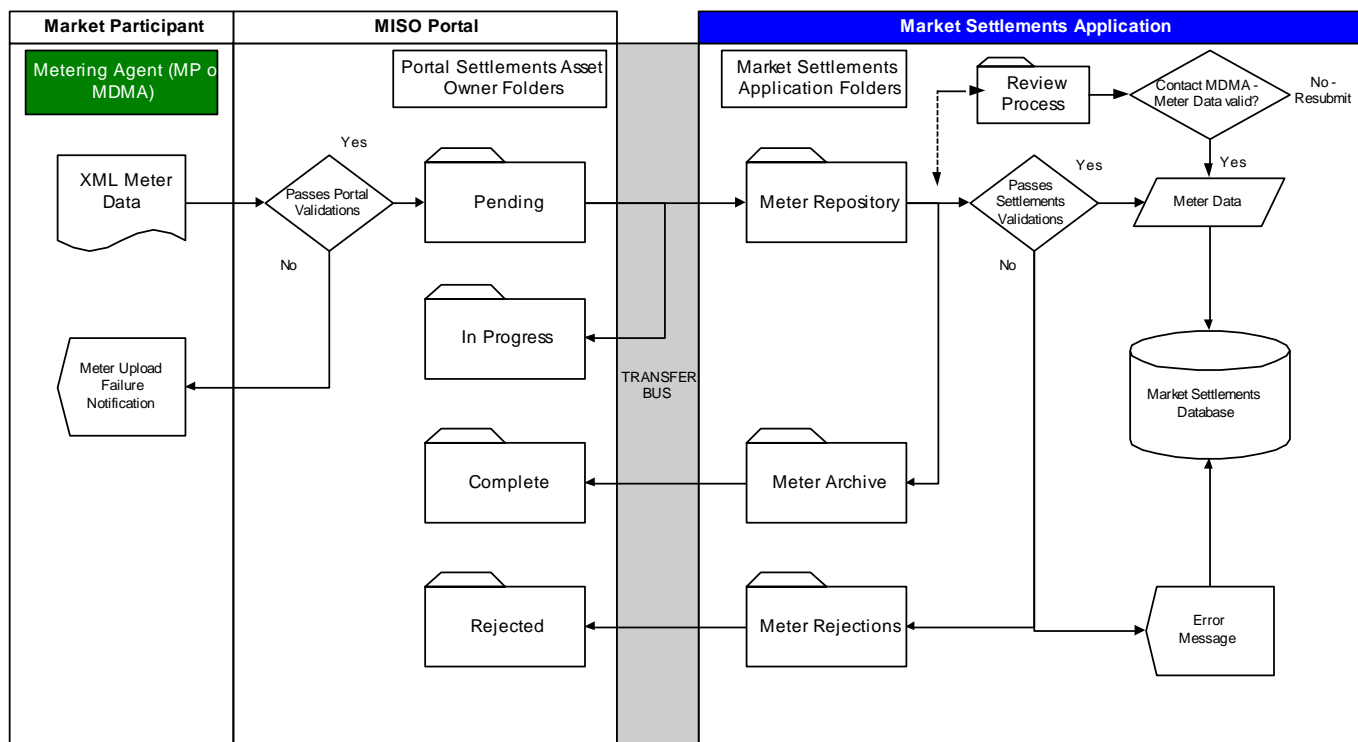 Market Participant
MISO Portal
Market Settlements Application
Metering Agent (MP o
MDMA)
Portal Settlements Asset
Owner Folders
Market Settlements
Application Folders
Review
Process
Contact MDMA -
Meter Data valid?
No -
Resubmit
XML Meter
Data
Yes
Passes Portal
Validations
No
Pending
Meter Repository
Passes
Settlements
Validations
Yes
No
Yes
Meter Data
In Progress
Meter Upload
Failure
Notification
TRANSFER
BUS
Market Settlements
Database
Complete
Meter Archive
Rejected
Meter Rejections
Error
Message